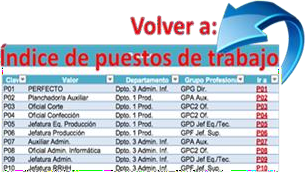 Volver a:
Índice de puestos de trabajo
Clave Valor Departamento Grupo Profesional Ir a
P01 PERFECTO Dpto. 3 Admin. Inf. GPG Dir. P01
P02 Planchador/a Auxiliar Dpto. 1 Prod. GPA Aux. P02
P03 Oficial Corte Dpto. 1 Prod. GPC2 Of. P03
P04 Oficial Confección Dpto. 1 Prod. GPC2 Of. P04
P05 Jefatura Eq. Producción Dpto. 1 Prod. GPD Jef Eq./Tec. P05
P06 Jefatura Producción Dpto. 1 Prod. GPF Jef. Sup. P06
P07 Auxiliar Admin. Dpto. 3 Admin. Inf. GPA Aux. P07
P08 Oficial Admin. Informática Dpto. 3 Admin. Inf. GPC2 Of. P08
P09 Jefatura Admin. Dpto. 3 Admin. Inf. GPD Jef Eq./Tec. P09
P10 Jefatura RRHH Dpto. 3 Admin. Inf. GPF Jef. Sup. P10